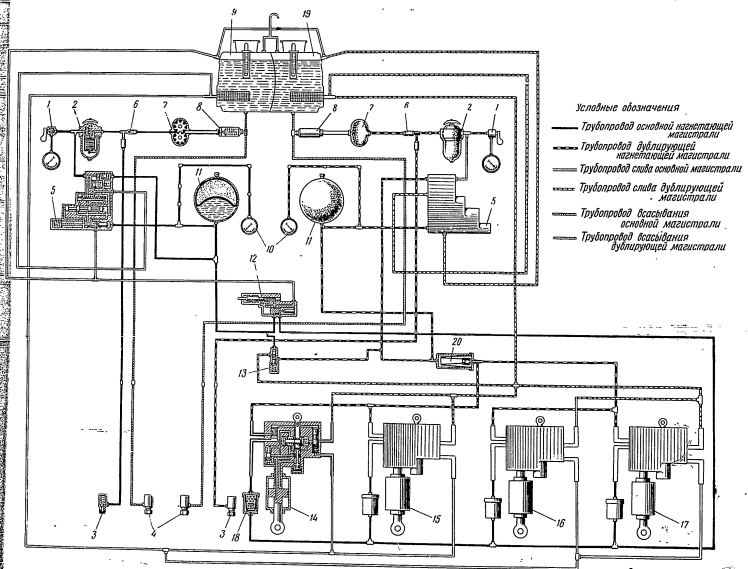 9
19
1
2
6
7
8
8
7
6
2
1
Условные обозначения
Трубопровод основной нагнетающей
магистрали
Трубопровод дублирующей
нагнетающей магистрали
Трубопровод слива основной магистрали
Трубопровод слива дублирующей
магистрали
Трубопровод всасывания
основной магистрали
Трубопровод всасывания
дублирующей магистрали
11
5
10
11
5
12
13
20
3
4
3
18
14
15
16
17